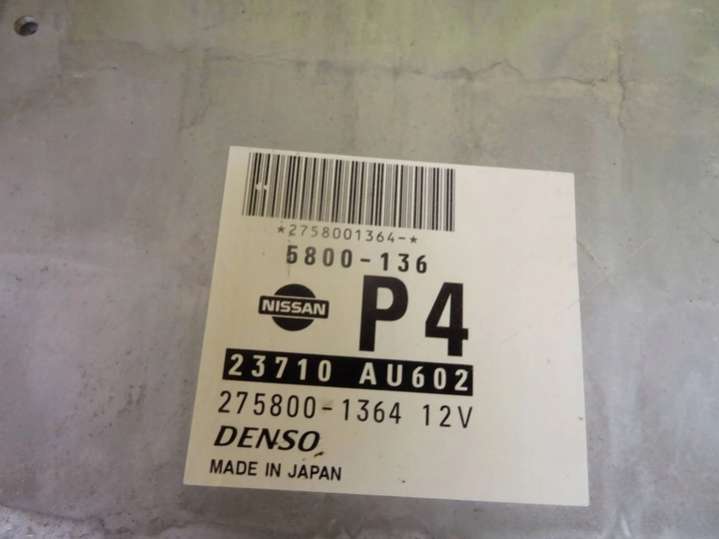 *2758001364-*
5800-136
NISSAN P4
23710 AU602
275800-1364 12V
DENSO
MADE IN JAPAN